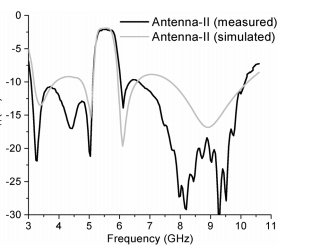 Antenna-II (measured)
Antenna-II (simulated)
0
-5
-10
-15
-20
-25
-30
3 4 5 6 7 8 9 10 11
Frequency (GHz)